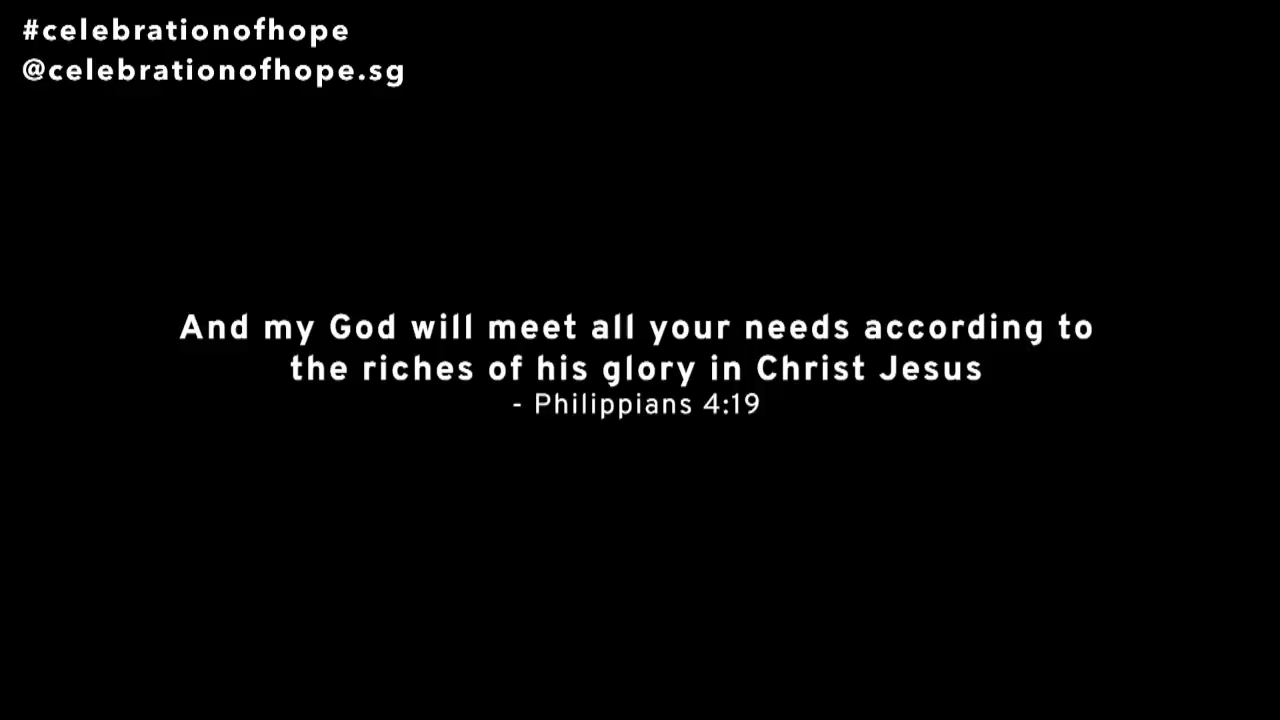 #celebrationofhope
@celebrationofhope.sg
And my God will meet all your needs according to
the riches of his glory in Christ Jesus
- Philippians 4:19